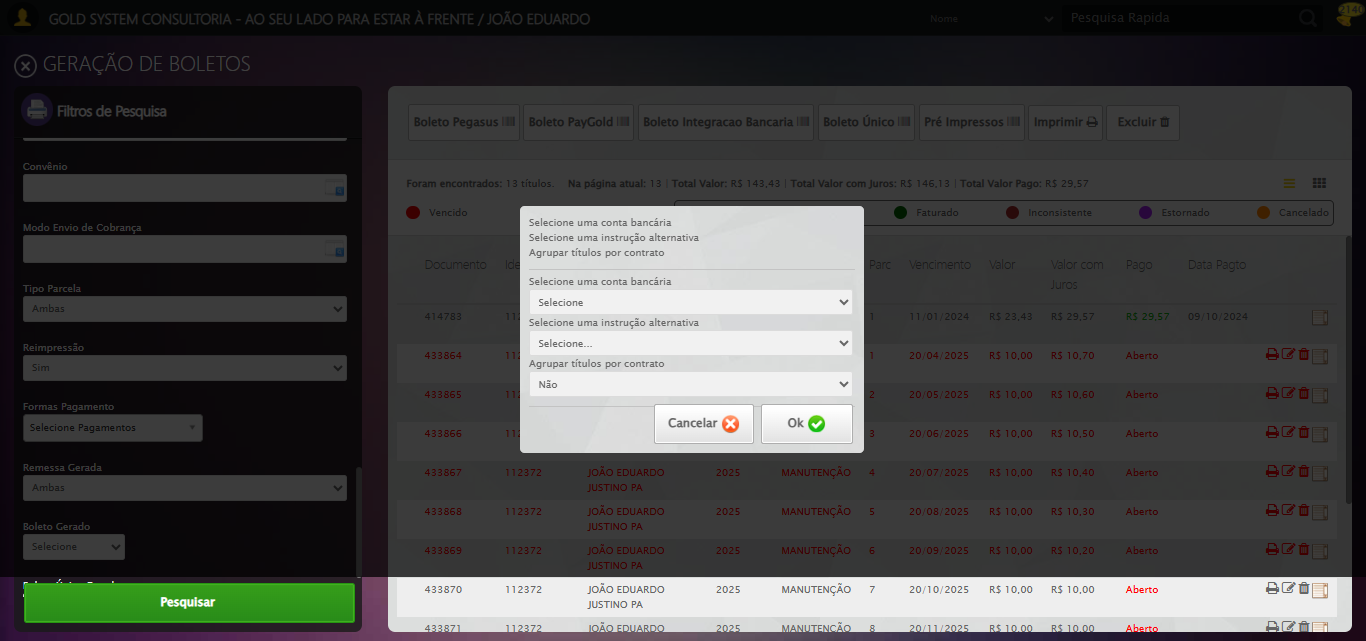 GOLD SYSTEM CONSULTORIA - AO SEU LADO PARA ESTAR À FRENTE / JOÃO EDUARDO
Nome
Pesquisa Rapida
2140
GERAÇÃO DE BOLETOS
Filtros de Pesquisa
Convênio
Modo Envio de Cobrança
Tipo Parcela
Ambas
Reimpressão
Sim
Formas Pagamento
Selecione Pagamentos
Remessa Gerada
Ambas
Boleto Gerado
Selecione
Pesquisar
Boleto Pegasus
Boleto PayGold
Boleto Integracao Bancaria
Boleto Único
Pré Impressos
Imprimir
Excluir
Foram encontrados: 13 títulos. Na página atual: 13 | Total Valor: R$ 143,43 | Total Valor com Juros: R$ 146,13 | Total Valor Pago: R$ 29,57
Vencido Faturado Inconsistente Estornado Cancelado
Selecione uma conta bancária
Selecione uma instrução alternativa
Agrupar títulos por contrato
Selecione uma conta bancária
Selecione
Selecione uma instrução alternativa
Selecione...
Agrupar títulos por contrato
Não
Cancelar
Ok
Documento Ide Parc Vencimento Valor Valor com Pago Data Pagto
Juros
414783 11 1 11/01/2024 R$ 23,43 R$ 29,57 R$ 29,57 09/10/2024
433864 112 1 20/04/2025 R$ 10,00 R$ 10,70 Aberto
433865 112 2 20/05/2025 R$ 10,00 R$ 10,60 Aberto
433866 112 3 20/06/2025 R$ 10,00 R$ 10,50 Aberto
433867 112372 JOÃO EDUARDO 2025 MANUTENÇÃO 4 20/07/2025 R$ 10,00 R$ 10,40 Aberto
JUSTINO PA
433868 112372 JOÃO EDUARDO 2025 MANUTENÇÃO 5 20/08/2025 R$ 10,00 R$ 10,30 Aberto
JUSTINO PA
433869 112372 JOÃO EDUARDO 2025 MANUTENÇÃO 6 20/09/2025 R$ 10,00 R$ 10,20 Aberto
JUSTINO PA
433870 112372 JOÃO EDUARDO 2025 MANUTENÇÃO 7 20/10/2025 R$ 10,00 R$ 10,00 Aberto
JUSTINO PA
433871 112372 JOÃO EDUARDO 2025 MANUTENÇÃO 8 20/11/2025 R$ 10,00 R$ 10,00 Aberto